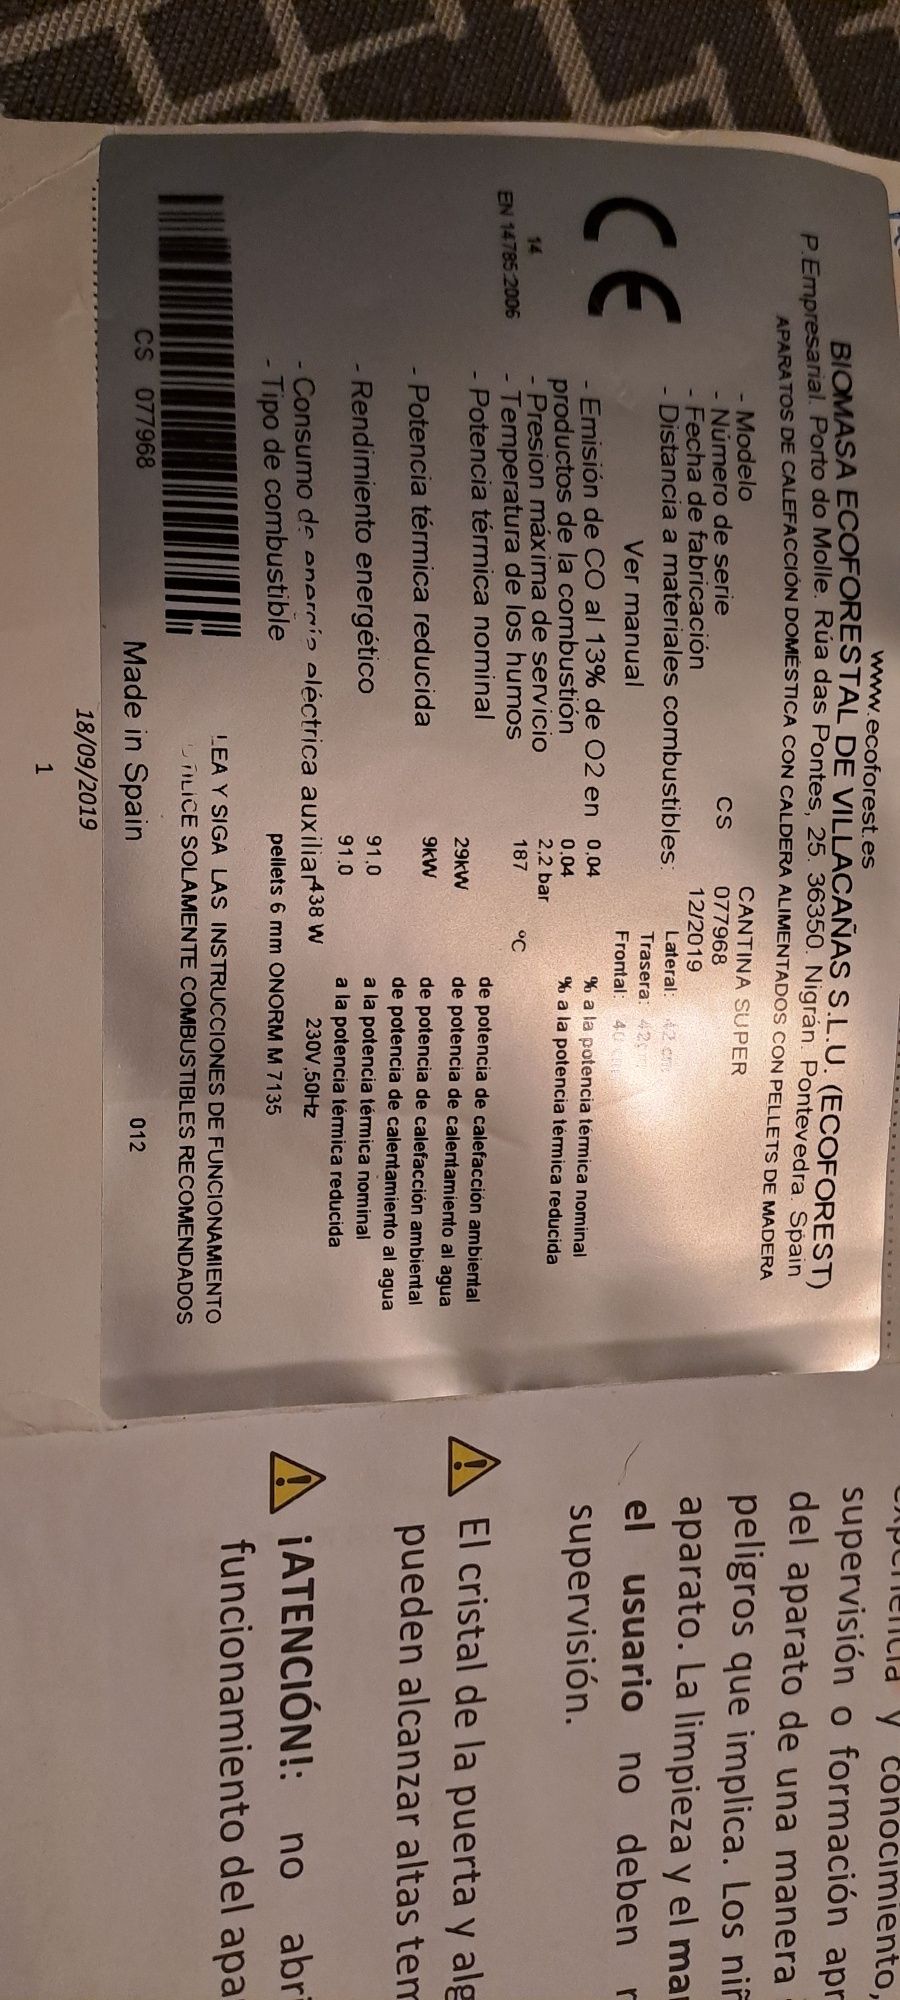 www.ecoforest.es
BIOMASA ECOFORESTAL DE VILLACAÑAS S.L.U. (ECOFOREST)
P.Empresarial. Porto do Molle. Rúa das Pontes, 25. 36350. Nigrán. Pontevedra. Spain
APARATOS DE CALEFACCIÓN DOMÉSTICA CON CALDERA ALIMENTADOS CON PELLETS DE MADERA
- Modelo CANTINA SUPER
- Número de serie CS 077968
- Fecha de fabricación 12/2019
- Distancia a materiales combustibles: Lateral: 42 cm.
Ver manual Trasera:
Frontal:
CE
14
EN 14785:2006
- Emisión de CO al 13% de O2 en 0.04 % a la potencia térmica nominal
productos de la combustión 0.04 % a la potencia térmica reducida
- Presion máxima de servicio 2.2 bar
- Temperatura de los humos 187 ºC
- Potencia térmica nominal de potencia de calefacción ambiental
29kW de potencia de calentamiento al agua
- Potencia térmica reducida 9kW de potencia de calefacción ambiental
de potencia de calentamiento al agua
- Rendimiento energético 91.0 a la potencia térmica nominal
91.0 a la potencia térmica reducida
- Consumo de energía eléctrica auxiliar 438 W 230V,50Hz
- Tipo de combustible pellets 6 mm ONORM M 7135
LEA Y SIGA LAS INSTRUCCIONES DE FUNCIONAMIENTO
UTILICE SOLAMENTE COMBUSTIBLES RECOMENDADOS
CS 077968
Made in Spain 012
18/09/2019
1
y conocimiento,
supervisión o formación apr
del aparato de una manera
peligros que implica. Los niñ
aparato. La limpieza y el ma
el usuario no deben r
supervisión.
El cristal de la puerta y alg
pueden alcanzar altas tem
¡ATENCIÓN!: no abri
funcionamiento del apa